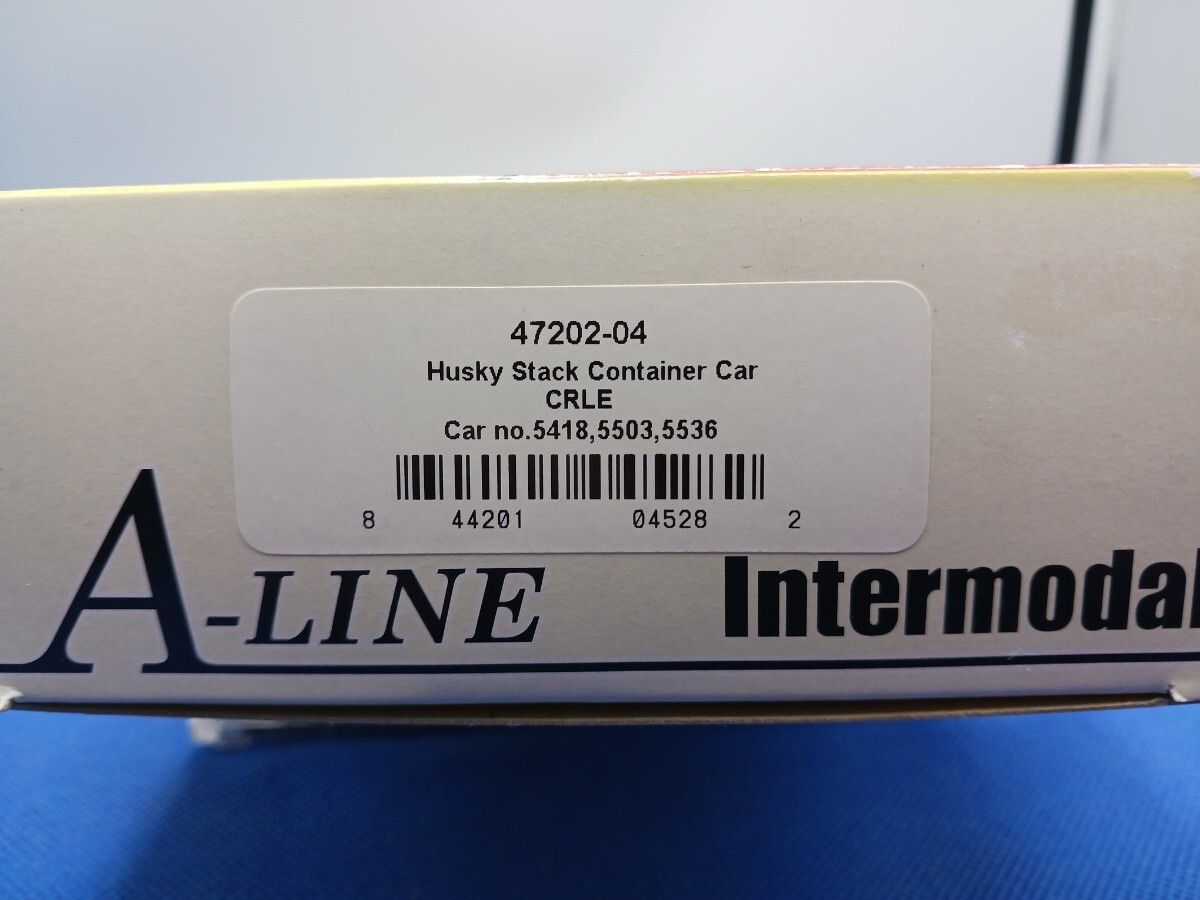 47202-04
Husky Stack Container Car
CRLE
Car no.5418,5503,5536
8 44201 04528 2
A-LINE Intermodal